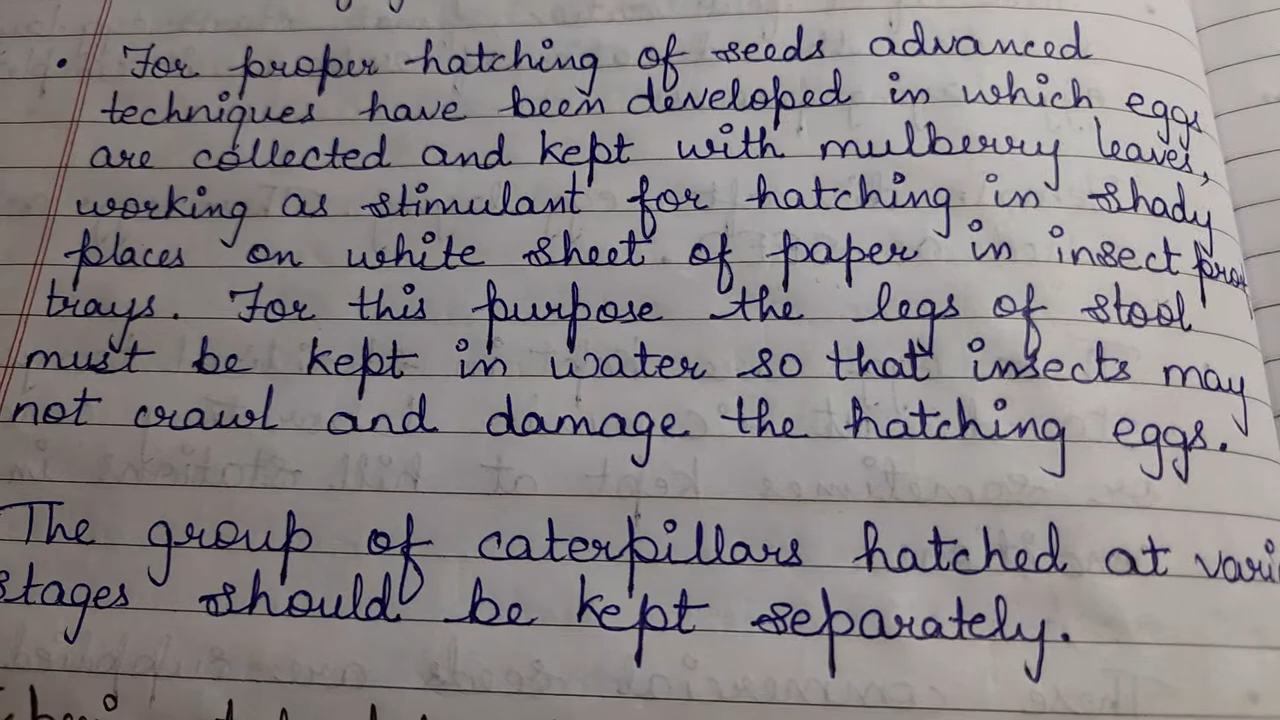 • For proper hatching of seeds advanced
techniques have been developed in which eggs
are collected and kept with mulberry leaves,
working as stimulant for hatching in shady
places on white sheet of paper in insect
trays. For this purpose the legs of stool
must be kept in water so that insects may
not crawl and damage the hatching eggs.
The group of caterpillars hatched at
stages should be kept separately.